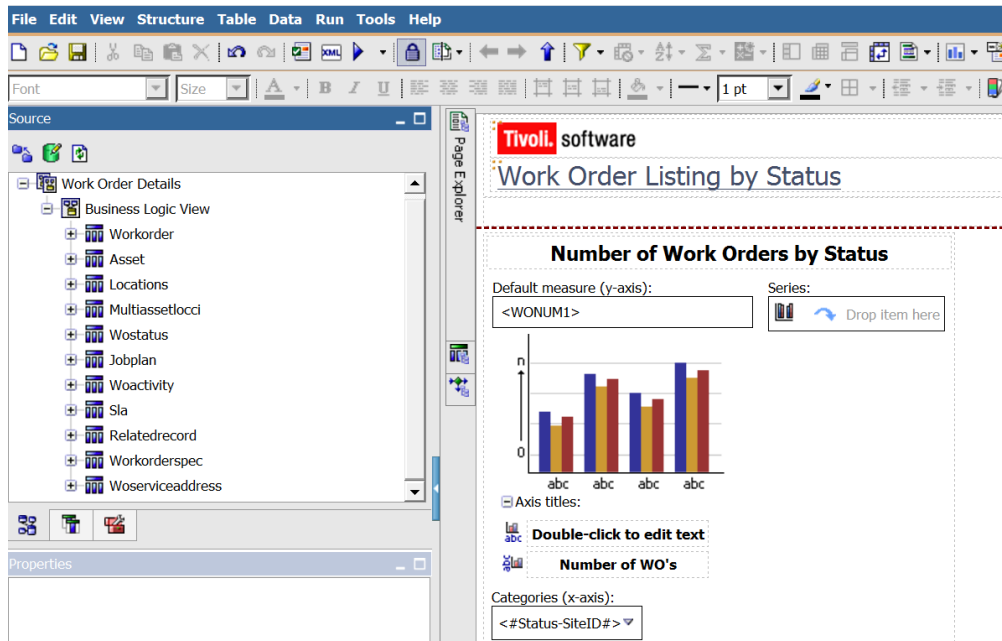 File Edit View Structure Table Data Run Tools Help
XML
Font Size A B I U 1 pt
Source
Work Order Details
Business Logic View
Workorder
Asset
Locations
Multiassetlocci
Wostatus
Jobplan
Woactivity
Sla
Relatedrecord
Workorderspec
Woserviceaddress
Properties
Page Explorer
Tivoli. software
Work Order Listing by Status
Number of Work Orders by Status
Default measure (y-axis):
<WONUM1>
Series:
Drop item here
n
0
abc abc abc abc
Axis titles:
abc Double-click to edit text
abc Number of WO's
Categories (x-axis):
<#Status-SiteID#>